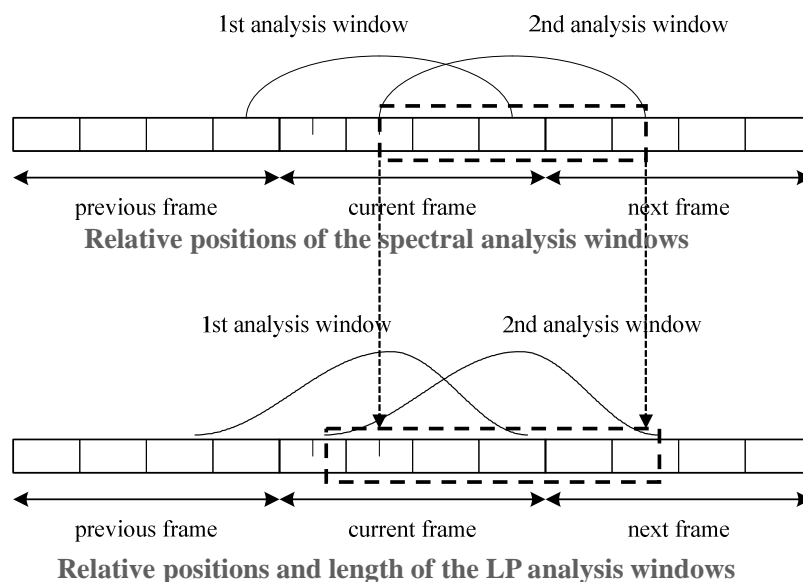 1st analysis window 2nd analysis window
previous frame current frame next frame
Relative positions of the spectral analysis windows
1st analysis window 2nd analysis window
previous frame current frame next frame
Relative positions and length of the LP analysis windows